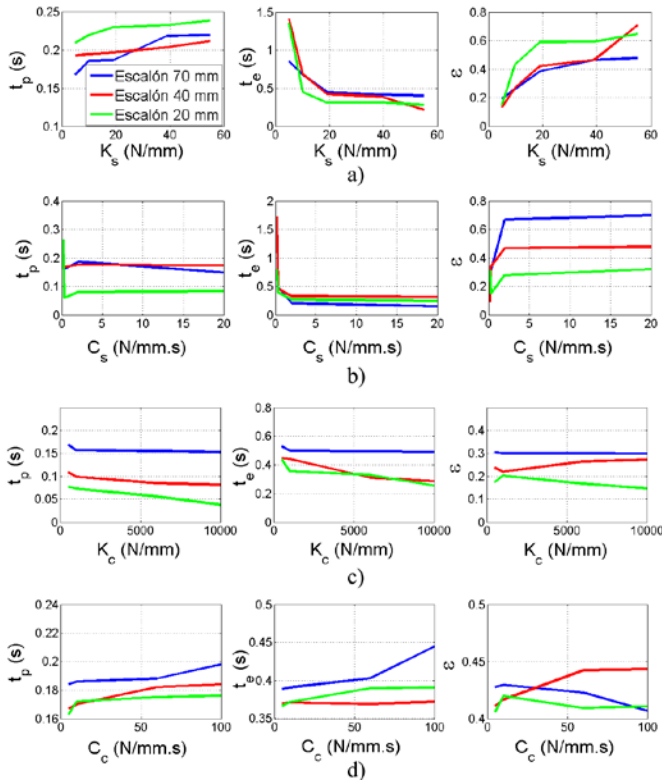 0.25
0.2
0.15
0.1
0 20 40 60
t_p (s)
K_s (N/mm)
Escalón 70 mm
Escalón 40 mm
Escalón 20 mm
1.5
1
0.5
0
0 20 40 60
t_e (s)
K_s (N/mm)
0.8
0.6
0.4
0.2
0
0 20 40 60
ε
K_s (N/mm)
a)
0.4
0.3
0.2
0.1
0
0 5 10 15 20
t_p (s)
C_s (N/mm.s)
2
1.5
1
0.5
0
0 5 10 15 20
t_e (s)
C_s (N/mm.s)
0.8
0.6
0.4
0.2
0
0 5 10 15 20
ε
C_s (N/mm.s)
b)
0.2
0.15
0.1
0.05
0
0 5000 10000
t_p (s)
K_c (N/mm)
0.8
0.6
0.4
0.2
0
0 5000 10000
t_e (s)
K_c (N/mm)
0.4
0.3
0.2
0.1
0
0 5000 10000
ε
K_c (N/mm)
c)
0.24
0.22
0.2
0.18
0.16
0 50 100
t_p (s)
C_c (N/mm.s)
0.5
0.45
0.4
0.35
0 50 100
t_e (s)
C_c (N/mm.s)
0.5
0.45
0.4
0 50 100
ε
C_c (N/mm.s)
d)